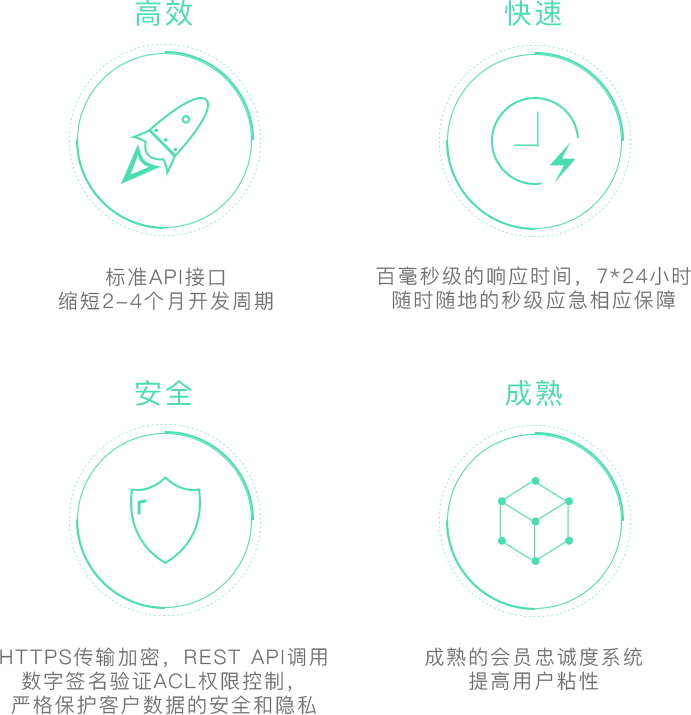 高效
标准API接口
缩短2-4个月开发周期
快速
百毫秒级的响应时间，7*24小时
随时随地的秒级应急相应保障
安全
HTTPS传输加密，REST API调用
数字签名验证ACL权限控制，
严格保护客户数据的安全和隐私
成熟
成熟的会员忠诚度系统
提高用户粘性